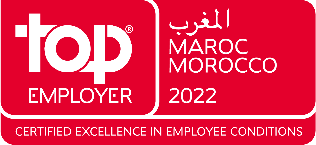 top®
EMPLOYER
المغرب
MAROC
MOROCCO
2022
CERTIFIED EXCELLENCE IN EMPLOYEE CONDITIONS